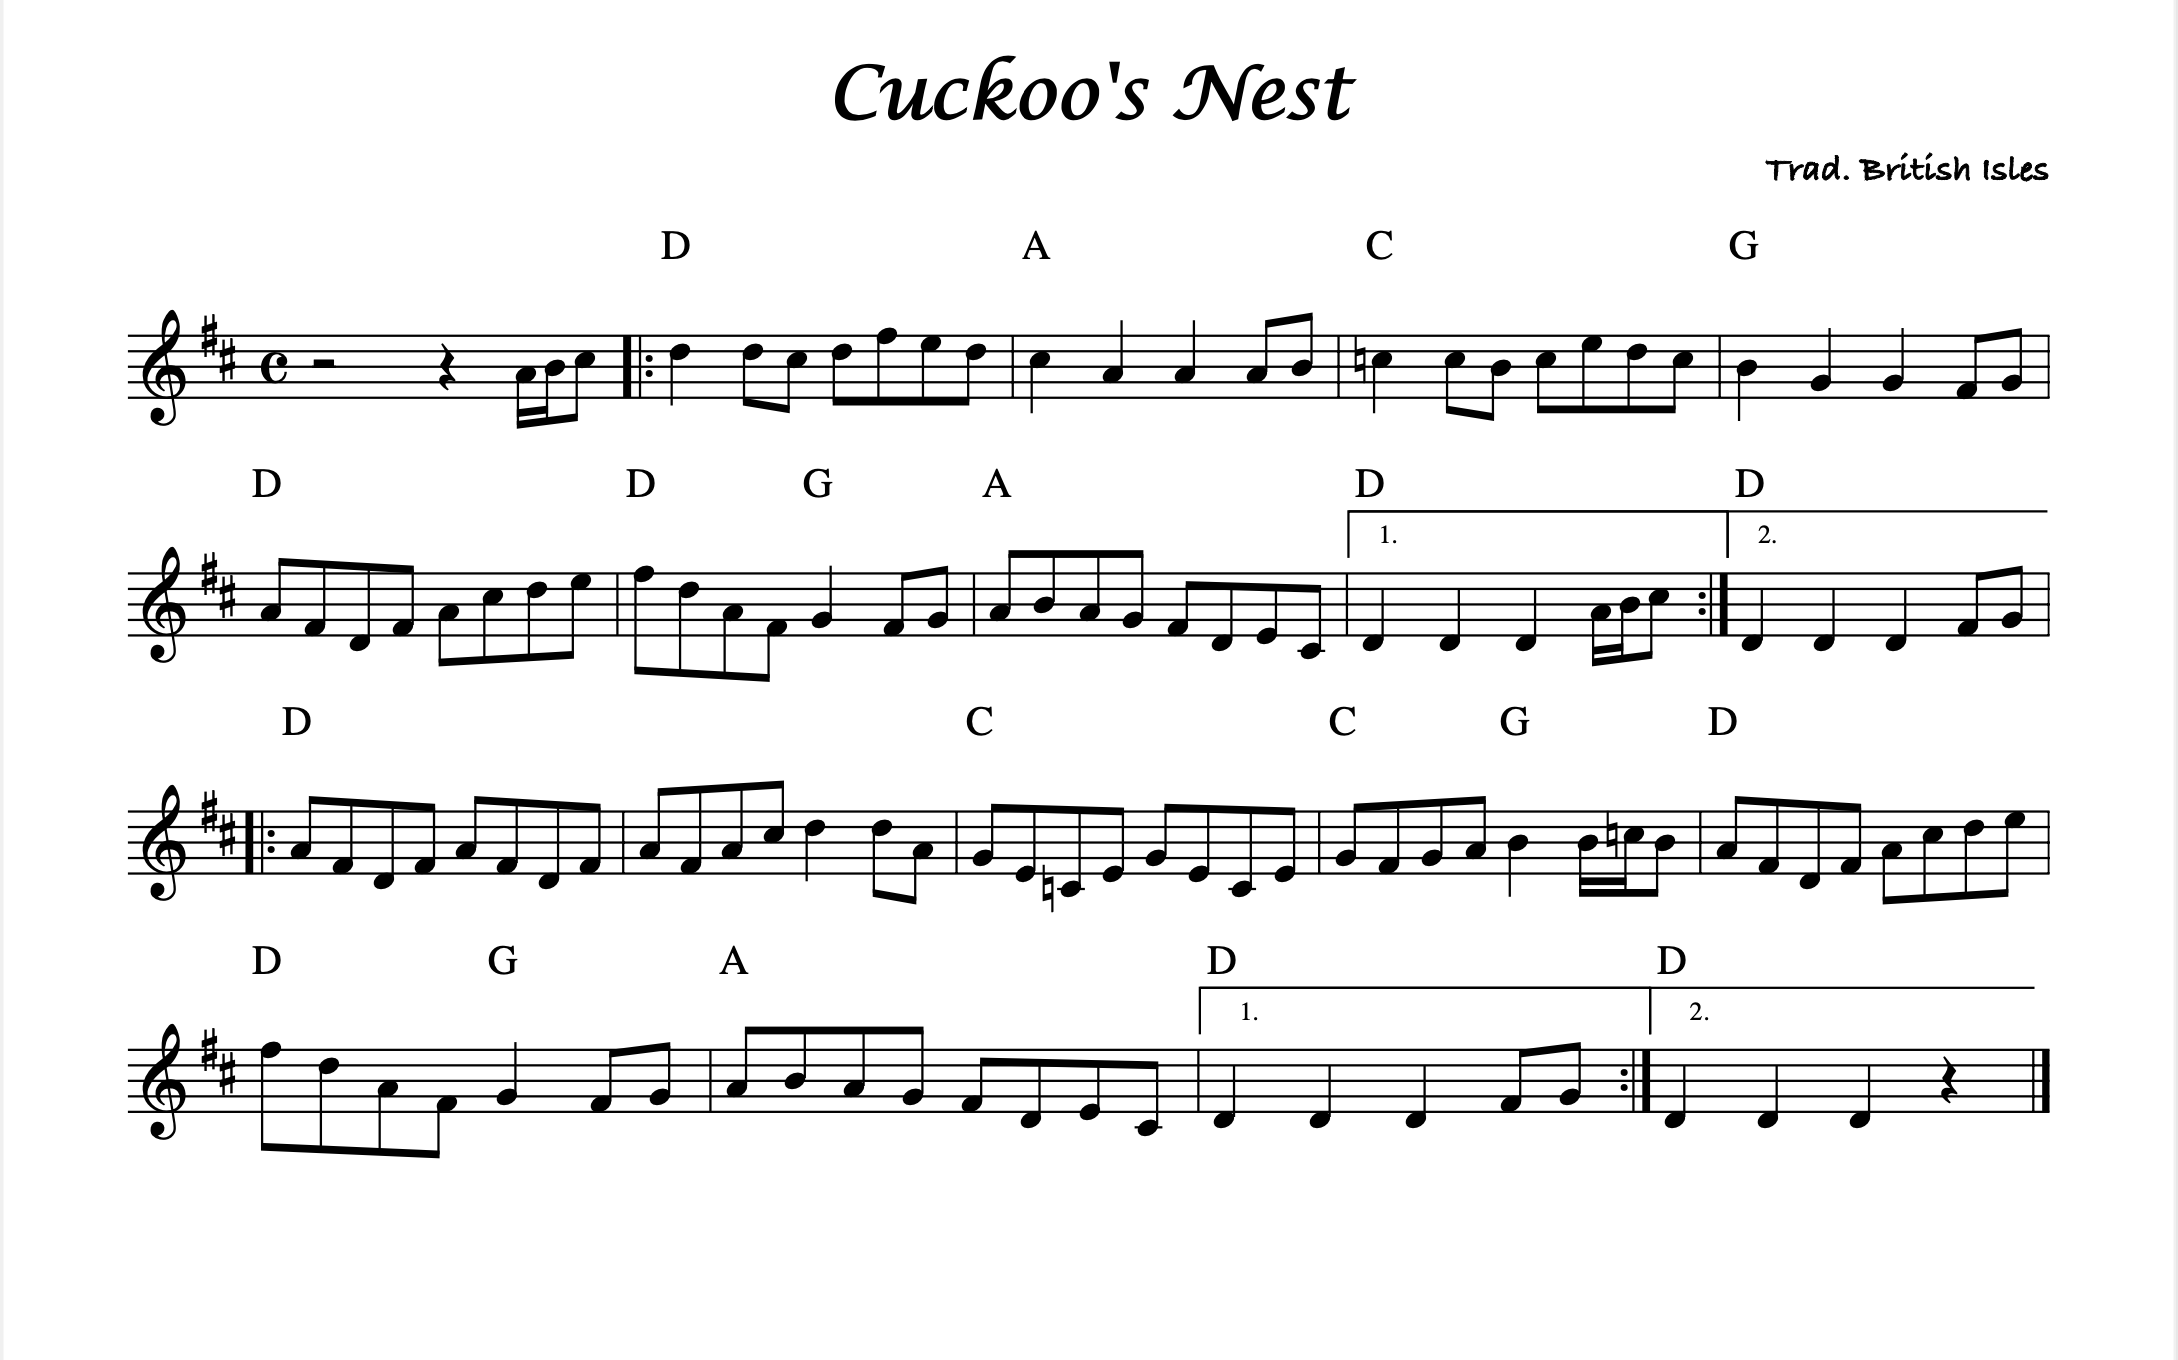 Cuckoo's Nest
Trad. British Isles
D A C G
D D G A D D
1. 2.
D C C G D
D G A D D
1. 2.